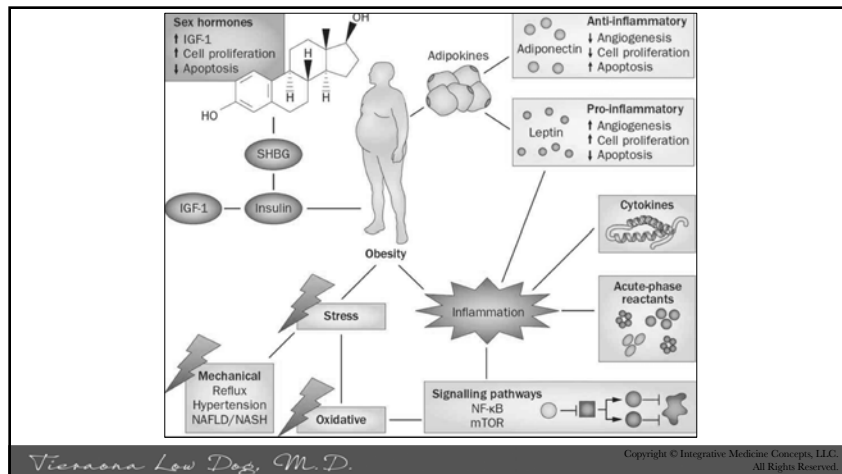 Sex hormones
↑ IGF-1
↑ Cell proliferation
↓ Apoptosis
OH
H
H
H
HO
SHBG
IGF-1
Insulin
Adipokines
Obesity
Anti-inflammatory
Adiponectin
↓ Angiogenesis
↓ Cell proliferation
↑ Apoptosis
Pro-inflammatory
Leptin
↑ Angiogenesis
↑ Cell proliferation
↓ Apoptosis
Cytokines
Acute-phase
reactants
Inflammation
Stress
Mechanical
Reflux
Hypertension
NAFLD/NASH
Oxidative
Signalling pathways
NF-κB
mTOR
Tieraona Low Dog, M.D.
Copyright © Integrative Medicine Concepts, LLC.
All Rights Reserved.